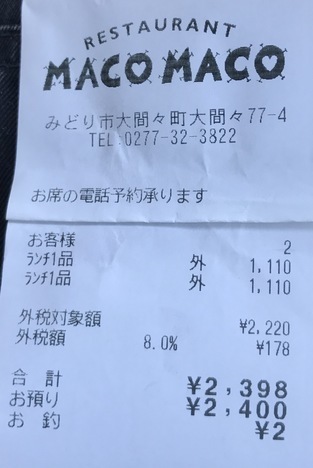 RESTAURANT
MACO MACO
みどり市大間々町大間々77-4
TEL:0277-32-3822
お席の電話予約承ります
お客様 2
ランチ1品 外 1,110
ランチ1品 外 1,110
外税対象額 ¥2,220
外税額 8.0% ¥178
合 計 ¥2,398
お預り ¥2,400
お 釣 ¥2